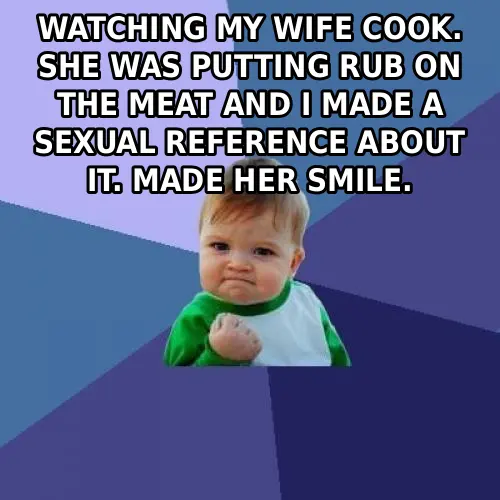 WATCHING MY WIFE COOK.
SHE WAS PUTTING RUB ON
THE MEAT AND I MADE A
SEXUAL REFERENCE ABOUT
IT. MADE HER SMILE.